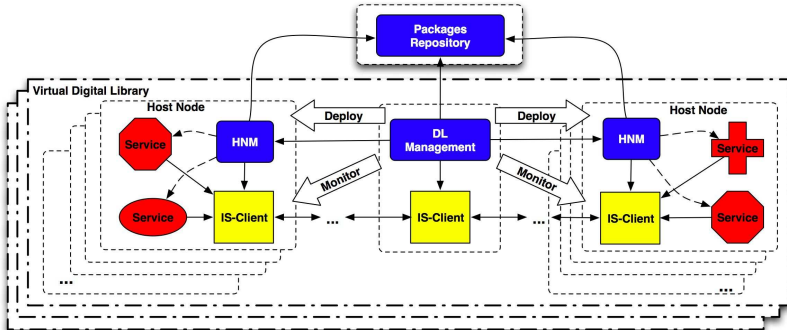 Packages
Repository
Virtual Digital Library
Host Node
Host Node
Deploy
Deploy
Service
HNM
DL
Management
HNM
Service
Monitor
Monitor
Service
IS-Client
...
IS-Client
...
IS-Client
Service
...
...